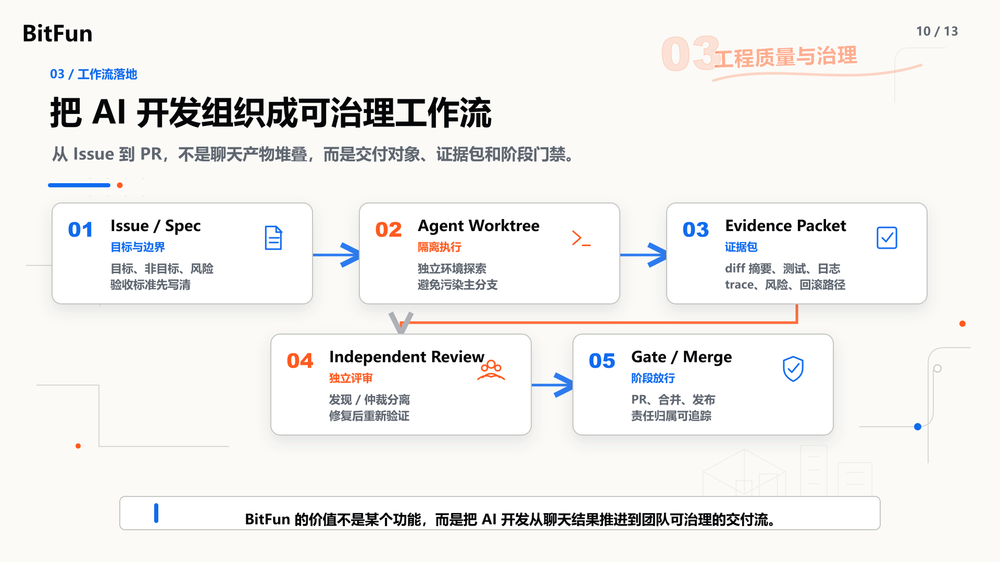 BitFun
10 / 13
03
工程质量与治理
03 / 工作流落地
把 AI 开发组织成可治理工作流
从 Issue 到 PR，不是聊天产物堆叠，而是交付对象、证据包和阶段门禁。
01
Issue / Spec
目标与边界
目标、非目标、风险
验收标准先写清
02
Agent Worktree
隔离执行
独立环境探索
避免污染主分支
03
Evidence Packet
证据包
diff 摘要、测试、日志
trace、风险、回滚路径
04
Independent Review
独立评审
发现 / 仲裁分离
修复后重新验证
05
Gate / Merge
阶段放行
PR、合并、发布
责任归属可追踪
BitFun 的价值不是某个功能，而是把 AI 开发从聊天结果推进到团队可治理的交付流。